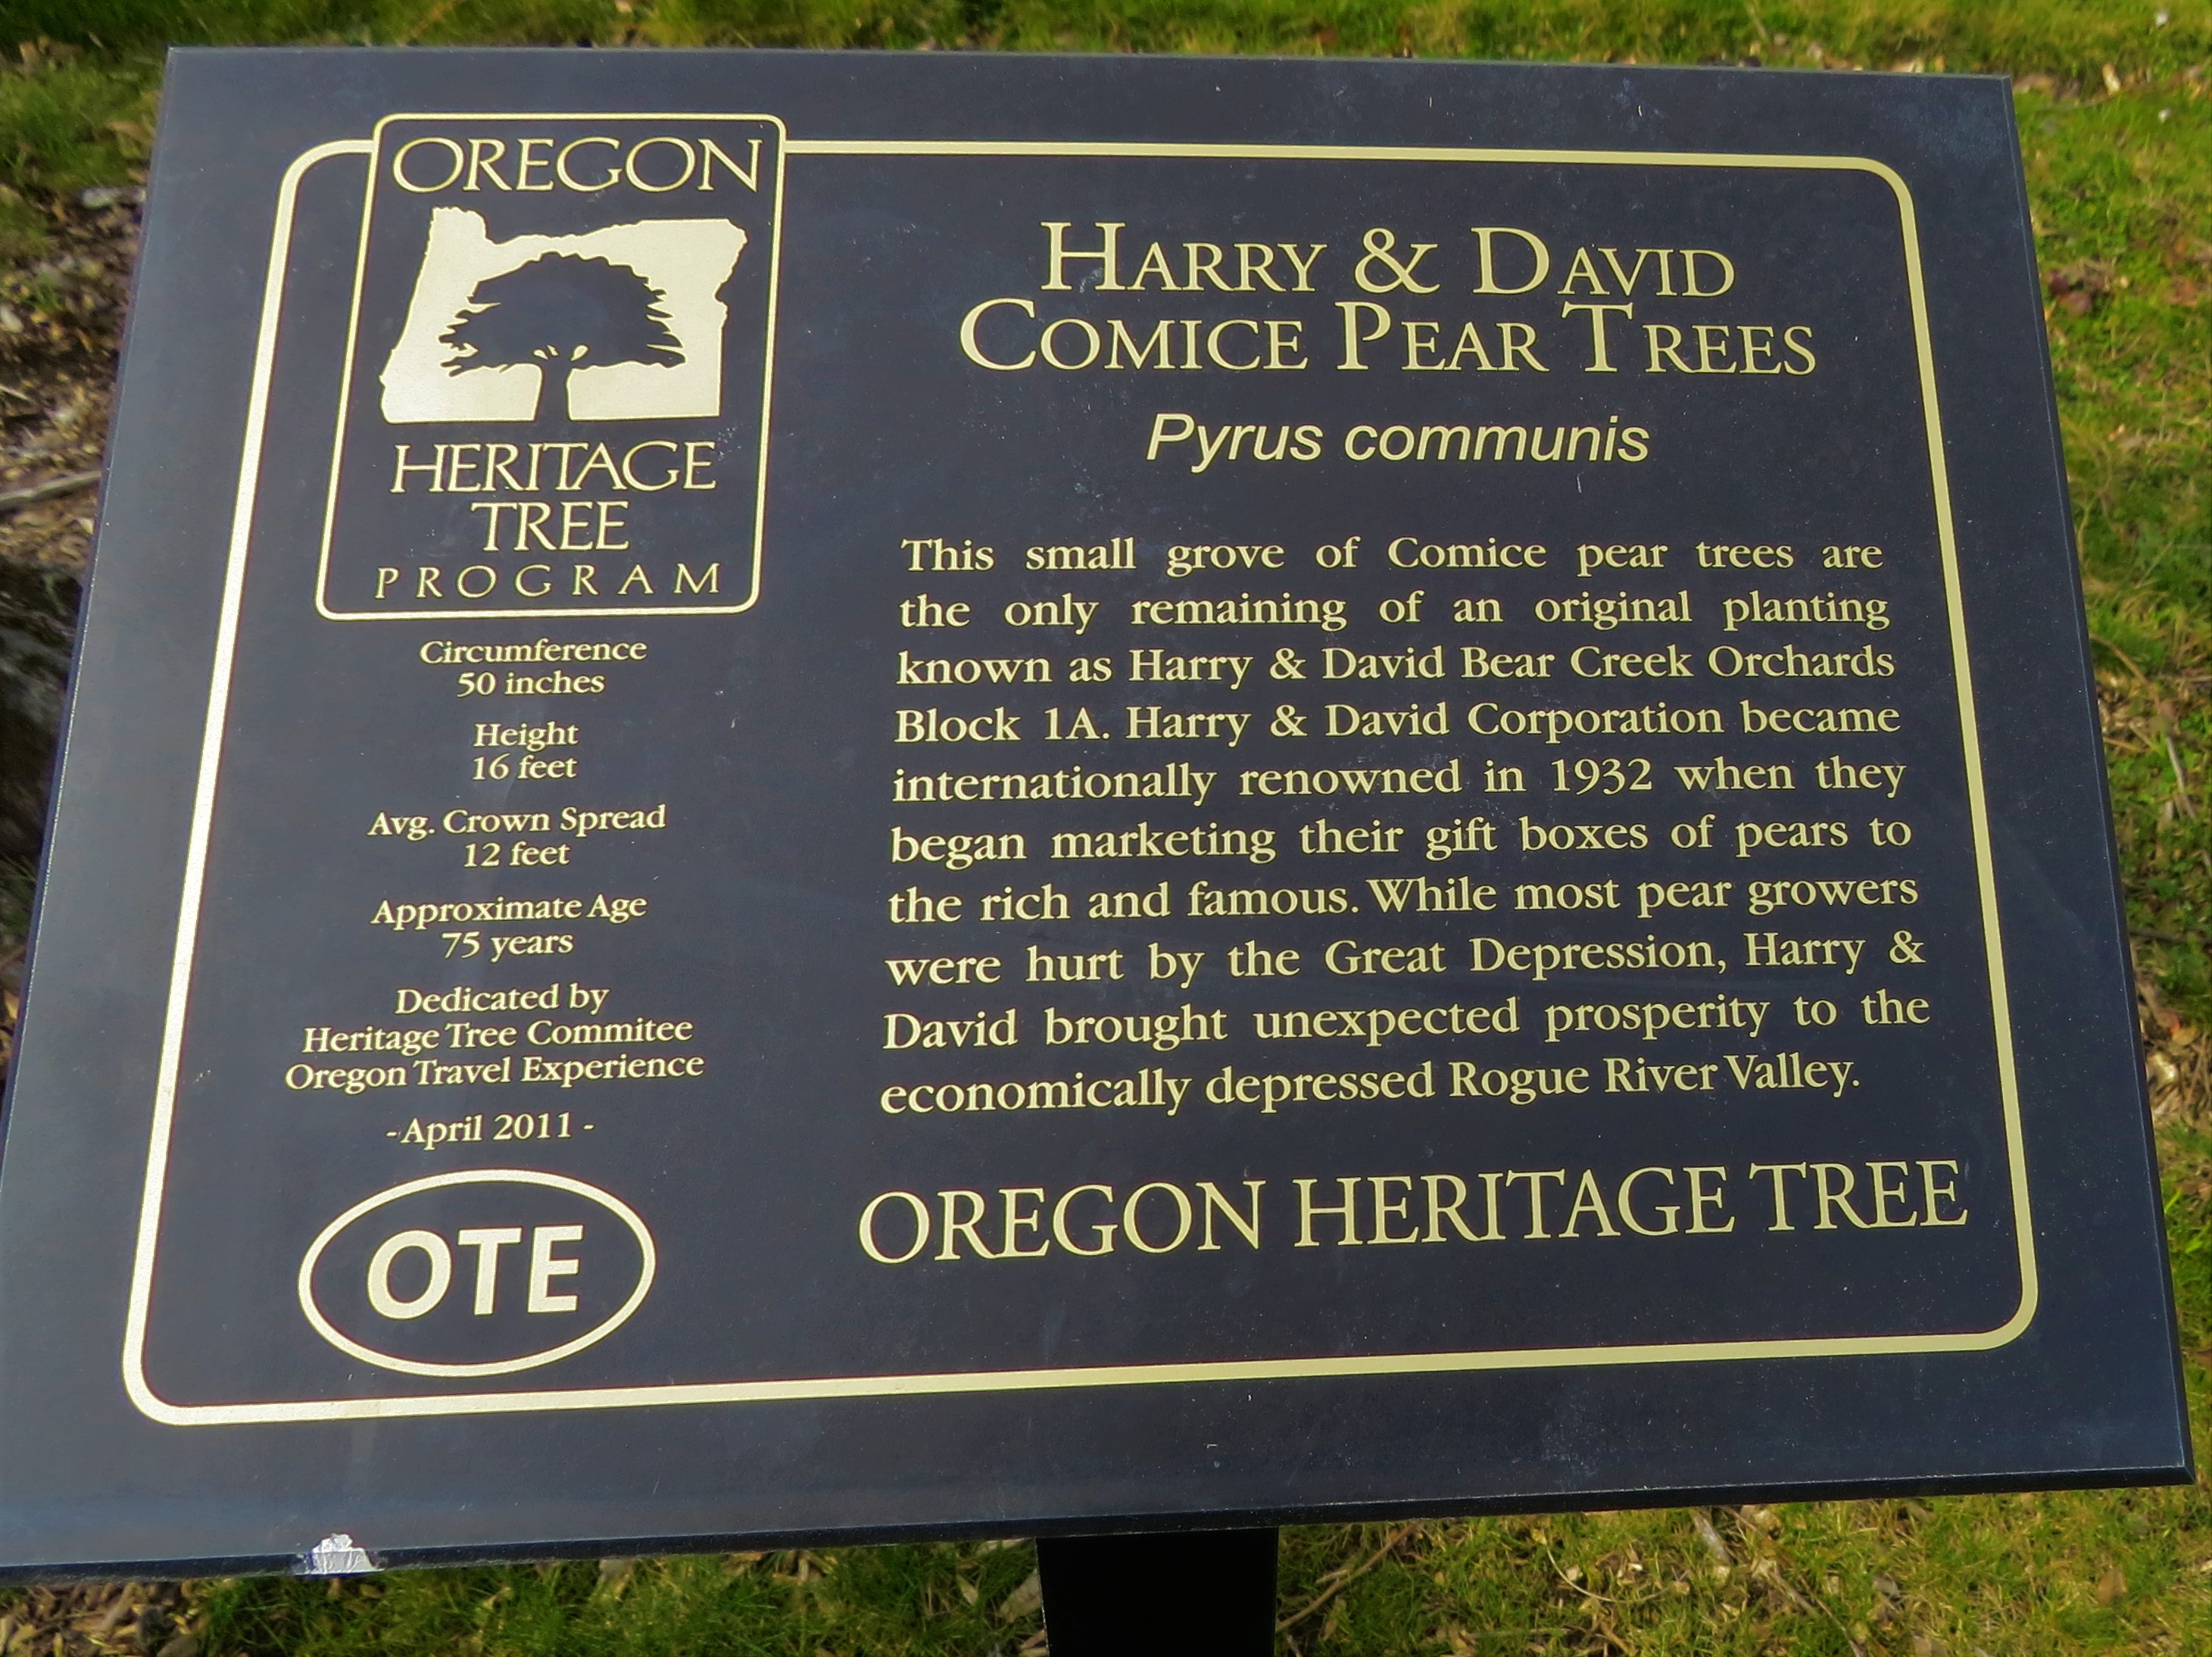 OREGON
HERITAGE
TREE
PROGRAM
Circumference
50 inches
Height
16 feet
Avg. Crown Spread
12 feet
Approximate Age
75 years
Dedicated by
Heritage Tree Commitee
Oregon Travel Experience
- April 2011 -
OTE
HARRY & DAVID
COMICE PEAR TREES
Pyrus communis
This small grove of Comice pear trees are
the only remaining of an original planting
known as Harry & David Bear Creek Orchards
Block 1A. Harry & David Corporation became
internationally renowned in 1932 when they
began marketing their gift boxes of pears to
the rich and famous. While most pear growers
were hurt by the Great Depression, Harry &
David brought unexpected prosperity to the
economically depressed Rogue River Valley.
OREGON HERITAGE TREE